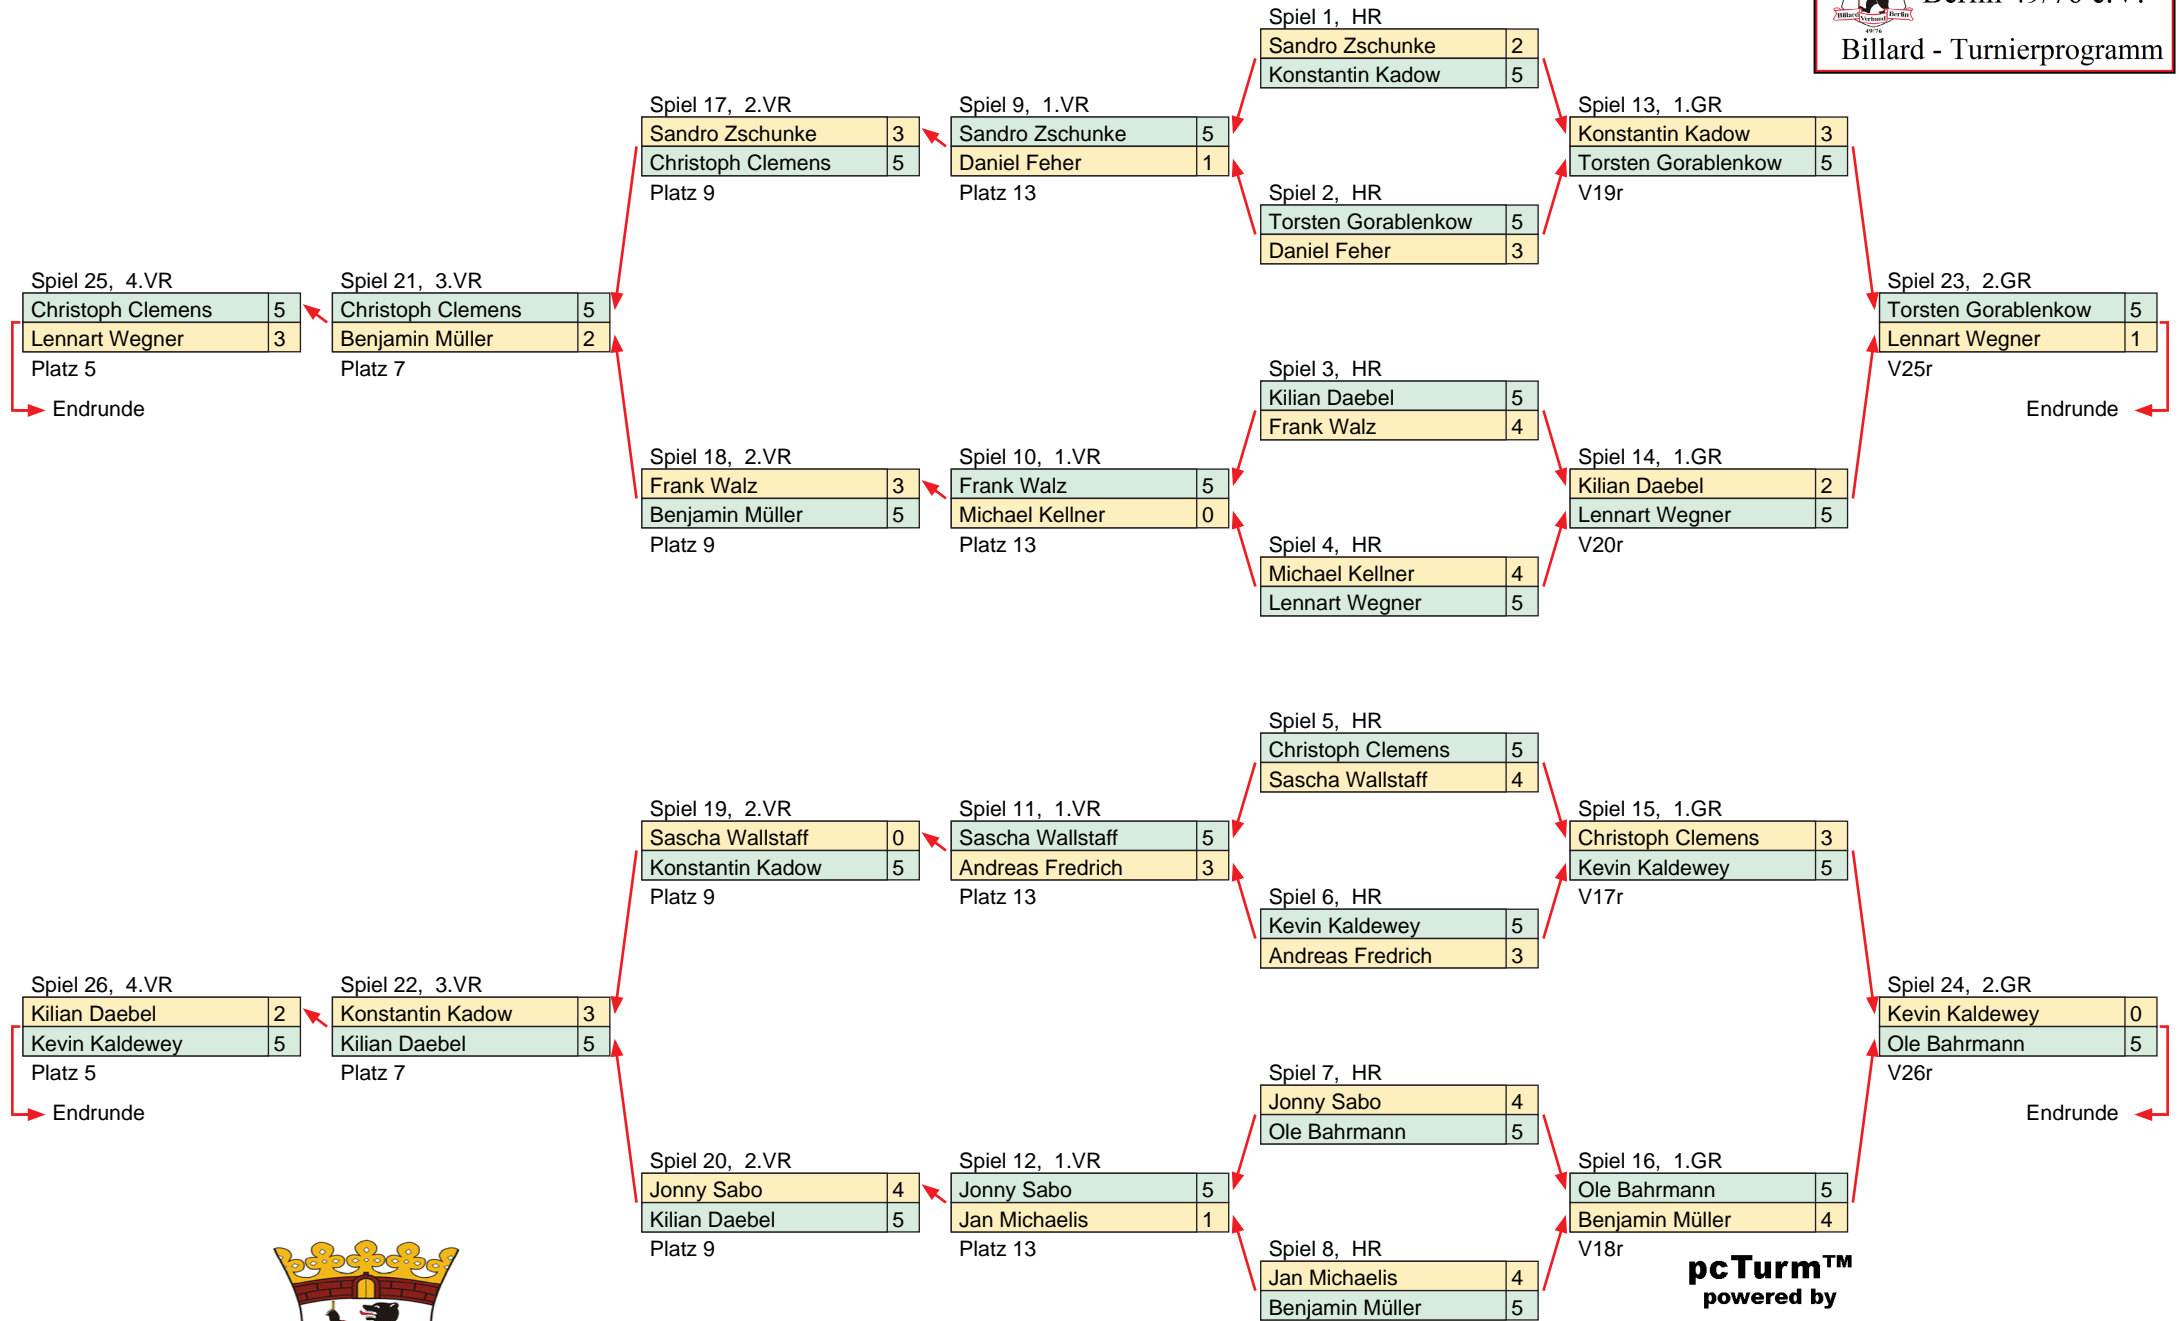 Berlin 49/76 e.V.
Billard Verband Berlin
49/76
Billard - Turnierprogramm
Spiel 1, HR
Sandro Zschunke 2
Konstantin Kadow 5
Spiel 17, 2.VR
Sandro Zschunke 3
Christoph Clemens 5
Platz 9
Spiel 9, 1.VR
Sandro Zschunke 5
Daniel Feher 1
Platz 13
Spiel 13, 1.GR
Konstantin Kadow 3
Torsten Gorablenkow 5
V19r
Spiel 2, HR
Torsten Gorablenkow 5
Daniel Feher 3
Spiel 25, 4.VR
Christoph Clemens 5
Lennart Wegner 3
Platz 5
Endrunde
Spiel 21, 3.VR
Christoph Clemens 5
Benjamin Müller 2
Platz 7
Spiel 23, 2.GR
Torsten Gorablenkow 5
Lennart Wegner 1
V25r
Endrunde
Spiel 3, HR
Kilian Daebel 5
Frank Walz 4
Spiel 18, 2.VR
Frank Walz 3
Benjamin Müller 5
Platz 9
Spiel 10, 1.VR
Frank Walz 5
Michael Kellner 0
Platz 13
Spiel 14, 1.GR
Kilian Daebel 2
Lennart Wegner 5
V20r
Spiel 4, HR
Michael Kellner 4
Lennart Wegner 5
Spiel 5, HR
Christoph Clemens 5
Sascha Wallstaff 4
Spiel 19, 2.VR
Sascha Wallstaff 0
Konstantin Kadow 5
Platz 9
Spiel 11, 1.VR
Sascha Wallstaff 5
Andreas Fredrich 3
Platz 13
Spiel 15, 1.GR
Christoph Clemens 3
Kevin Kaldewey 5
V17r
Spiel 6, HR
Kevin Kaldewey 5
Andreas Fredrich 3
Spiel 26, 4.VR
Kilian Daebel 2
Kevin Kaldewey 5
Platz 5
Endrunde
Spiel 22, 3.VR
Konstantin Kadow 3
Kilian Daebel 5
Platz 7
Spiel 24, 2.GR
Kevin Kaldewey 0
Ole Bahrmann 5
V26r
Endrunde
Spiel 7, HR
Jonny Sabo 4
Ole Bahrmann 5
Spiel 20, 2.VR
Jonny Sabo 4
Kilian Daebel 5
Platz 9
Spiel 12, 1.VR
Jonny Sabo 5
Jan Michaelis 1
Platz 13
Spiel 16, 1.GR
Ole Bahrmann 5
Benjamin Müller 4
V18r
Spiel 8, HR
Jan Michaelis 4
Benjamin Müller 5
pcTurm™
powered by